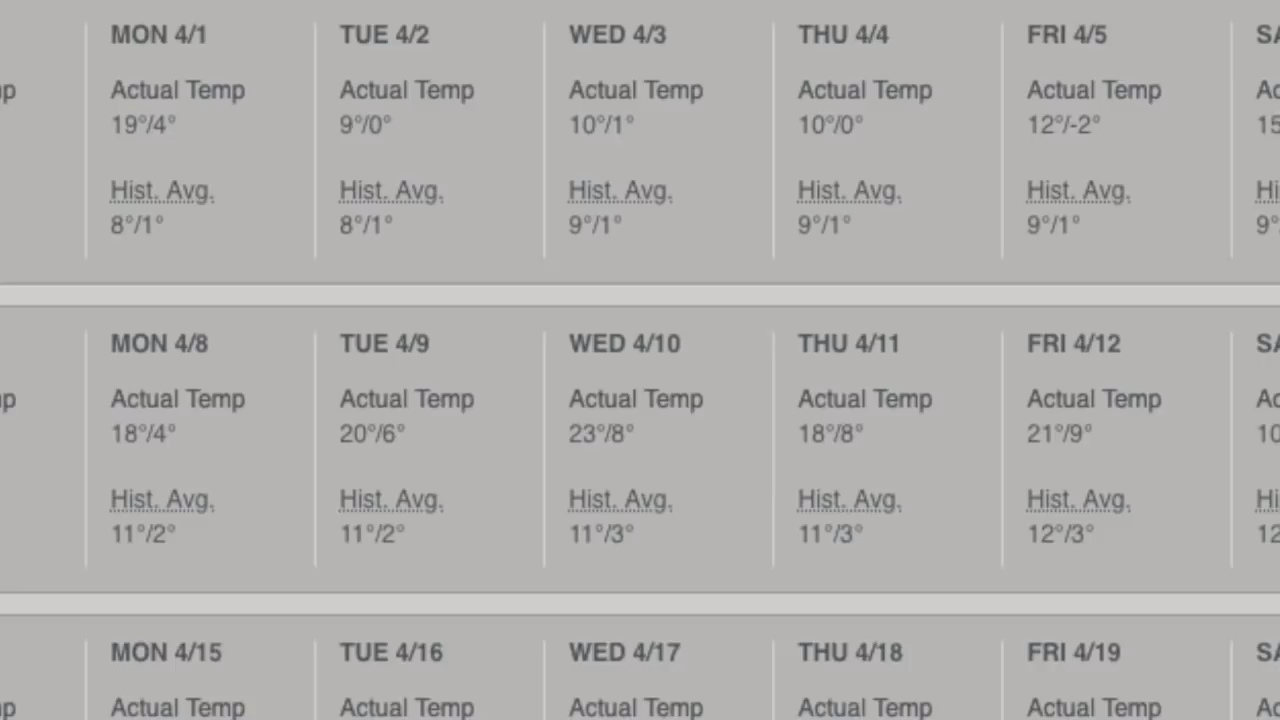 MON 4/1 TUE 4/2 WED 4/3 THU 4/4 FRI 4/5
Actual Temp Actual Temp Actual Temp Actual Temp Actual Temp
19°/4° 9°/0° 10°/1° 10°/0° 12°/-2° 15
Hist. Avg. Hist. Avg. Hist. Avg. Hist. Avg. Hist. Avg.
8°/1° 8°/1° 9°/1° 9°/1° 9°/1° 9°
MON 4/8 TUE 4/9 WED 4/10 THU 4/11 FRI 4/12
Actual Temp Actual Temp Actual Temp Actual Temp Actual Temp
18°/4° 20°/6° 23°/8° 18°/8° 21°/9° 10
Hist. Avg. Hist. Avg. Hist. Avg. Hist. Avg. Hist. Avg.
11°/2° 11°/2° 11°/3° 11°/3° 12°/3° 12
MON 4/15 TUE 4/16 WED 4/17 THU 4/18 FRI 4/19
Actual Temp Actual Temp Actual Temp Actual Temp Actual Temp